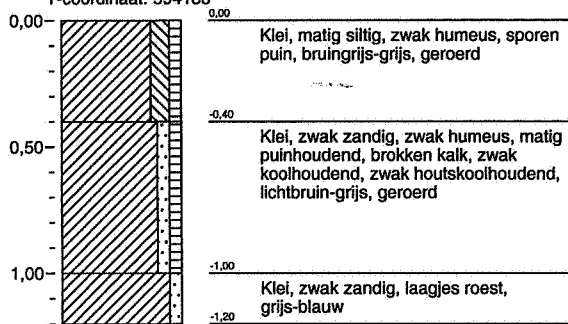 0,00
0,00
Klei, matig siltig, zwak humeus, sporen
puin, bruingrijs-grijs, geroerd
-0,40
0,50
Klei, zwak zandig, zwak humeus, matig
puinhoudend, brokken kalk, zwak
koolhoudend, zwak houtskoolhoudend,
lichtbruin-grijs, geroerd
1,00
-1,00
Klei, zwak zandig, laagjes roest,
grijs-blauw
-1,20